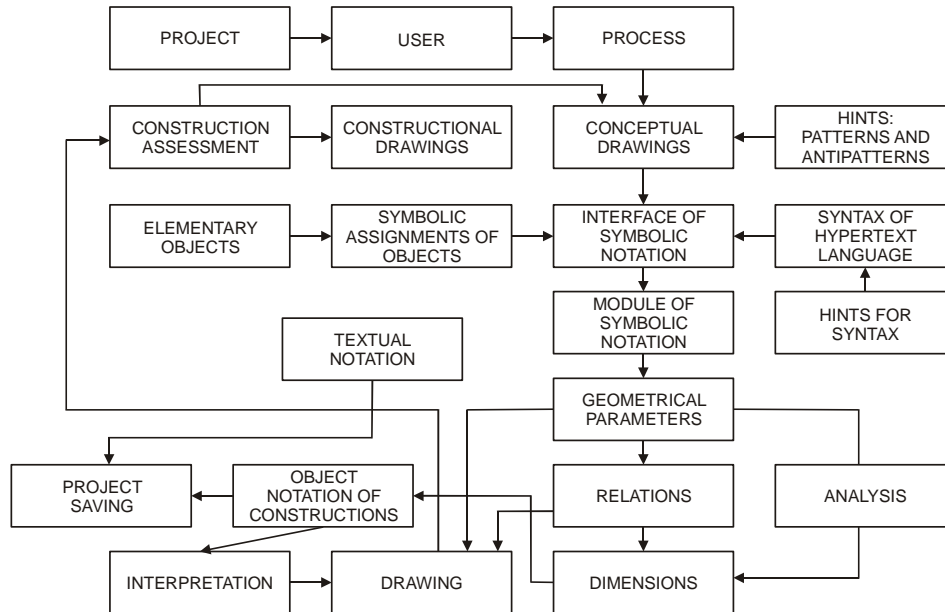 PROJECT
USER
PROCESS
CONSTRUCTION
ASSESSMENT
CONSTRUCTIONAL
DRAWINGS
CONCEPTUAL
DRAWINGS
HINTS:
PATTERNS AND
ANTIPATTERNS
ELEMENTARY
OBJECTS
SYMBOLIC
ASSIGNMENTS OF
OBJECTS
INTERFACE OF
SYMBOLIC
NOTATION
SYNTAX OF
HYPERTEXT
LANGUAGE
TEXTUAL
NOTATION
MODULE OF
SYMBOLIC
NOTATION
HINTS FOR
SYNTAX
GEOMETRICAL
PARAMETERS
PROJECT
SAVING
OBJECT
NOTATION OF
CONSTRUCTIONS
RELATIONS
ANALYSIS
INTERPRETATION
DRAWING
DIMENSIONS